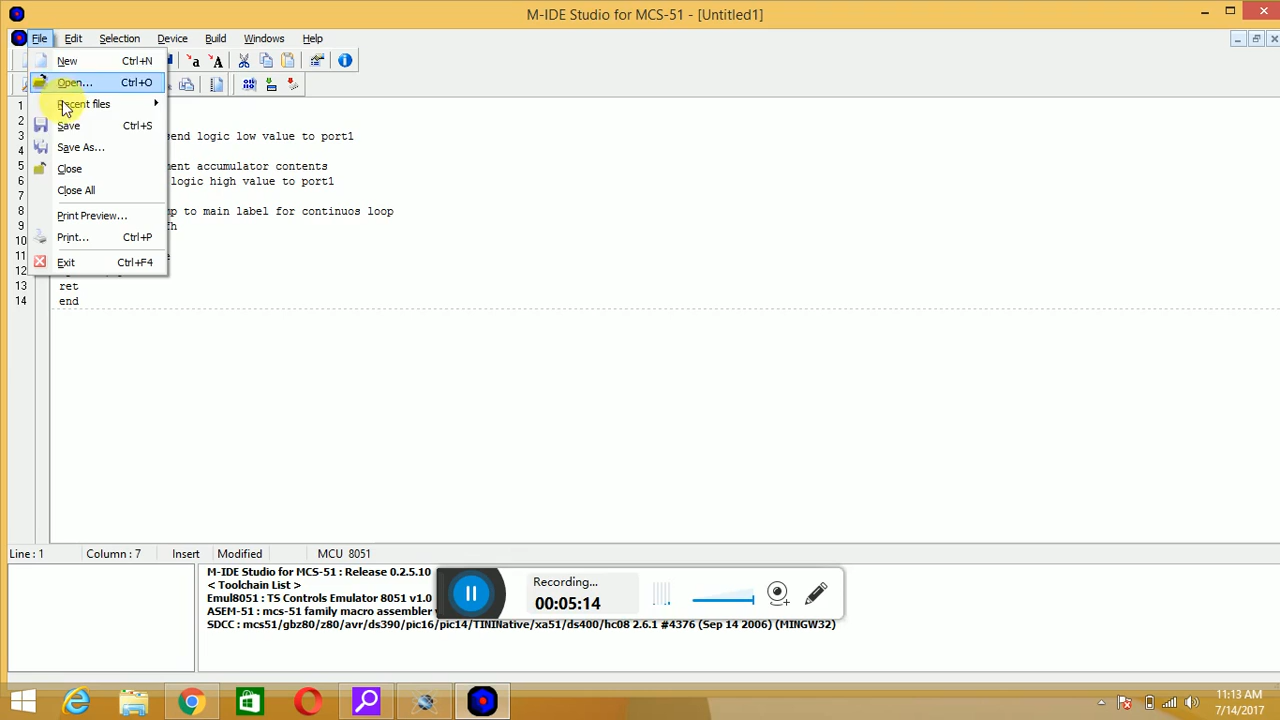 M-IDE Studio for MCS-51 - [Untitled1]
File Edit Selection Device Build Windows Help
New Ctrl+N
Open... Ctrl+O
Recent files
Save Ctrl+S
Save As...
Close
Close All
Print Preview...
Print... Ctrl+P
Exit Ctrl+F4
1
2
3 send logic low value to port1
4
5 ment accumulator contents
6 logic high value to port1
7
8 mp to main label for continuos loop
9 h
10
11 e
12
13 ret
14 end
Line : 1 Column : 7 Insert Modified MCU 8051
M-IDE Studio for MCS-51 : Release 0.2.5.10
< Toolchain List >
Emul8051 : TS Controls Emulator 8051 v1.0
ASEM-51 : mcs-51 family macro assembler
SDCC : mcs51/gbz80/z80/avr/ds390/pic16/pic14/TININative/xa51/ds400/hc08 2.6.1 #4376 (Sep 14 2006) (MINGW32)
Recording...
00:05:14
11:13 AM
7/14/2017